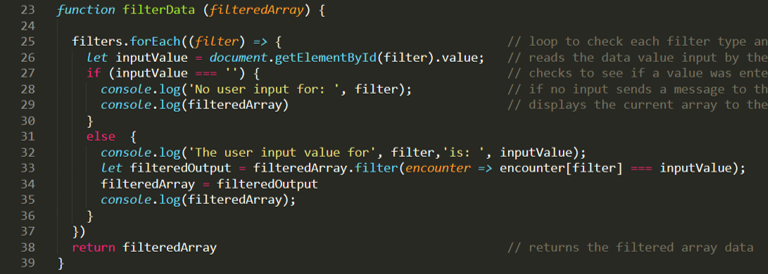 23 function filterData (filteredArray) {
24
25 filters.forEach((filter) => { // loop to check each filter type an
26 let inputValue = document.getElementById(filter).value; // reads the data value input by the
27 if (inputValue === '') { // checks to see if a value was ente
28 console.log('No user input for: ', filter); // if no input sends a message to th
29 console.log(filteredArray) // displays the current array to the
30 }
31 else {
32 console.log('The user input value for', filter,'is: ', inputValue);
33 let filteredOutput = filteredArray.filter(encounter => encounter[filter] === inputValue);
34 filteredArray = filteredOutput
35 console.log(filteredArray);
36 }
37 })
38 return filteredArray // returns the filtered array data
39 }